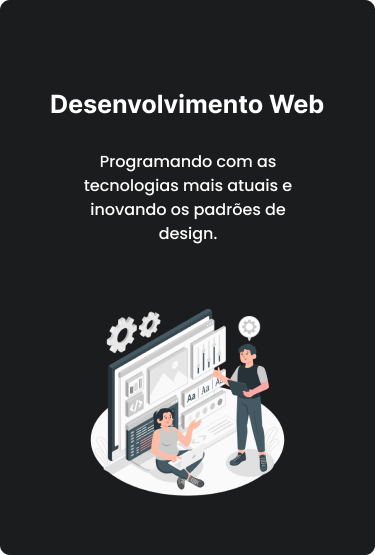 Desenvolvimento Web
Programando com as
tecnologias mais atuais e
inovando os padrões de
design.
Aa Aa A